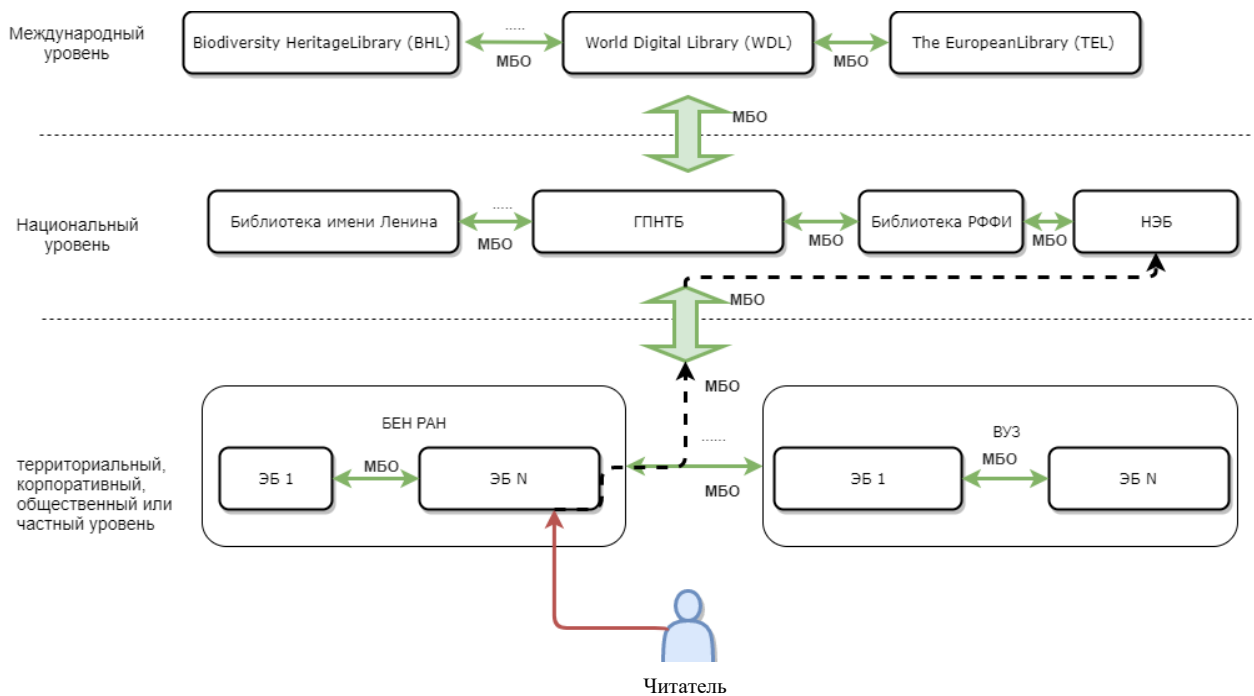 Международный
уровень
Biodiversity HeritageLibrary (BHL)
.....
МБО
World Digital Library (WDL)
МБО
The EuropeanLibrary (TEL)
МБО
Национальный
уровень
Библиотека имени Ленина
.....
МБО
ГПНТБ
МБО
Библиотека РФФИ
МБО
НЭБ
МБО
МБО
территориальный,
корпоративный,
общественный или
частный уровень
БЕН РАН
ЭБ 1
МБО
ЭБ N
......
МБО
ВУЗ
ЭБ 1
МБО
ЭБ N
Читатель